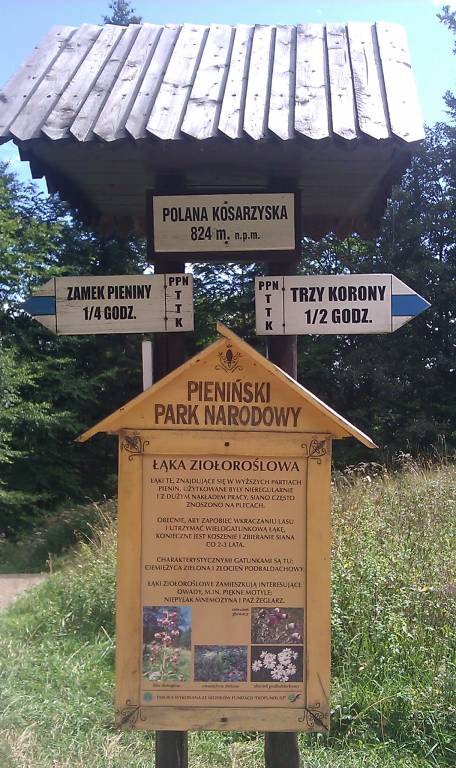 POLANA KOSARZYSKA
824 m. n.p.m.
ZAMEK PIENINY
1/4 GODZ.
PPN
T
TTK
PPN
T
TTK
TRZY KORONY
1/2 GODZ.
PIENIŃSKI
PARK NARODOWY
ŁĄKA ZIOŁOROŚLOWA
ŁĄKI TE, ZNAJDUJĄCE SIĘ W WYŻSZYCH PARTIACH
PIENIN, UŻYTKOWANE BYŁY NIEREGULARNIE
I Z DUŻYM NAKŁADEM PRACY, SIANO CZĘSTO
ZNOSZONO NA PLECACH.
OBECNIE, ABY ZAPOBIEC WKRACZANIU LASU
I UTRZYMAĆ WIELOGATUNKOWĄ ŁĄKĘ,
KONIECZNE JEST KOSZENIE I ZBIERANIE SIANA
CO 2-3 LATA.
CHARAKTERYSTYCZNYMI GATUNKAMI SĄ:
CIEMIĘŻYCA ZIELONA I ZŁOCIEŃ PODBALDACHOWY.
ŁĄKI ZIOŁOROŚLOWE ZAMIESZKUJĄ INTERESUJĄCE
OWADY, M.IN. PIĘKNE MOTYLE:
NIEPYLAK MNEMOZYNA I PAŹ ŻEGLARZ.